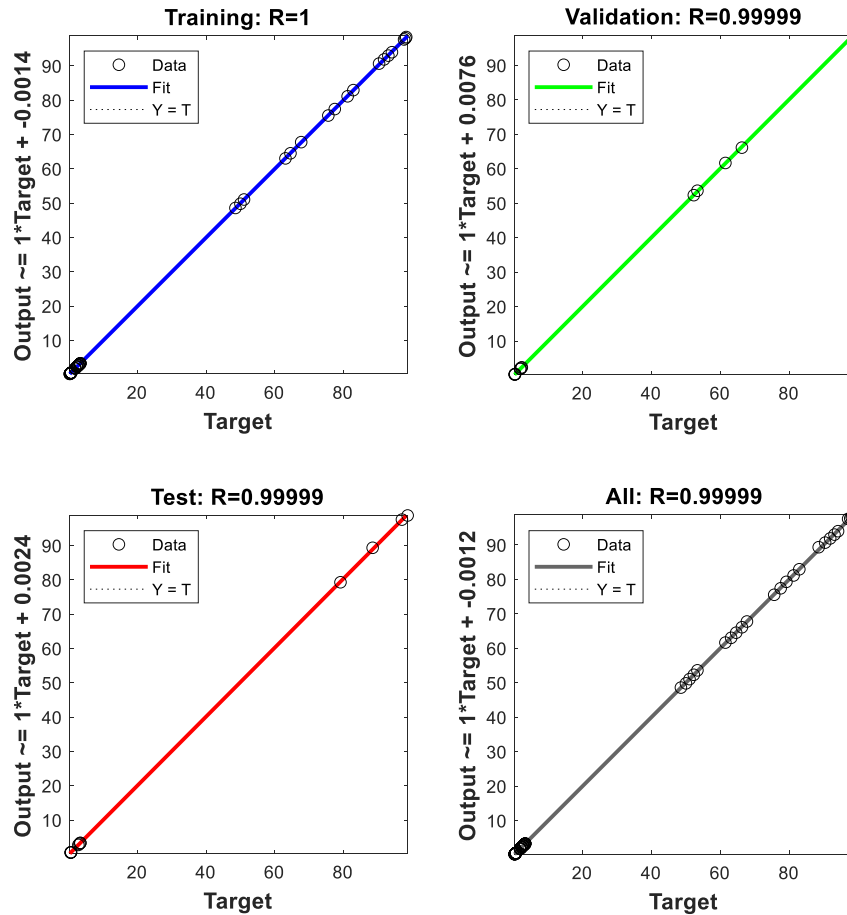 Training: R=1
Output ~= 1*Target + -0.0014
Data
Fit
Y = T
90
80
70
60
50
40
30
20
10
20 40 60 80
Target
Validation: R=0.99999
Output ~= 1*Target + 0.0076
Data
Fit
Y = T
90
80
70
60
50
40
30
20
10
20 40 60 80
Target
Test: R=0.99999
Output ~= 1*Target + 0.0024
Data
Fit
Y = T
90
80
70
60
50
40
30
20
10
20 40 60 80
Target
All: R=0.99999
Output ~= 1*Target + -0.0012
Data
Fit
Y = T
90
80
70
60
50
40
30
20
10
20 40 60 80
Target